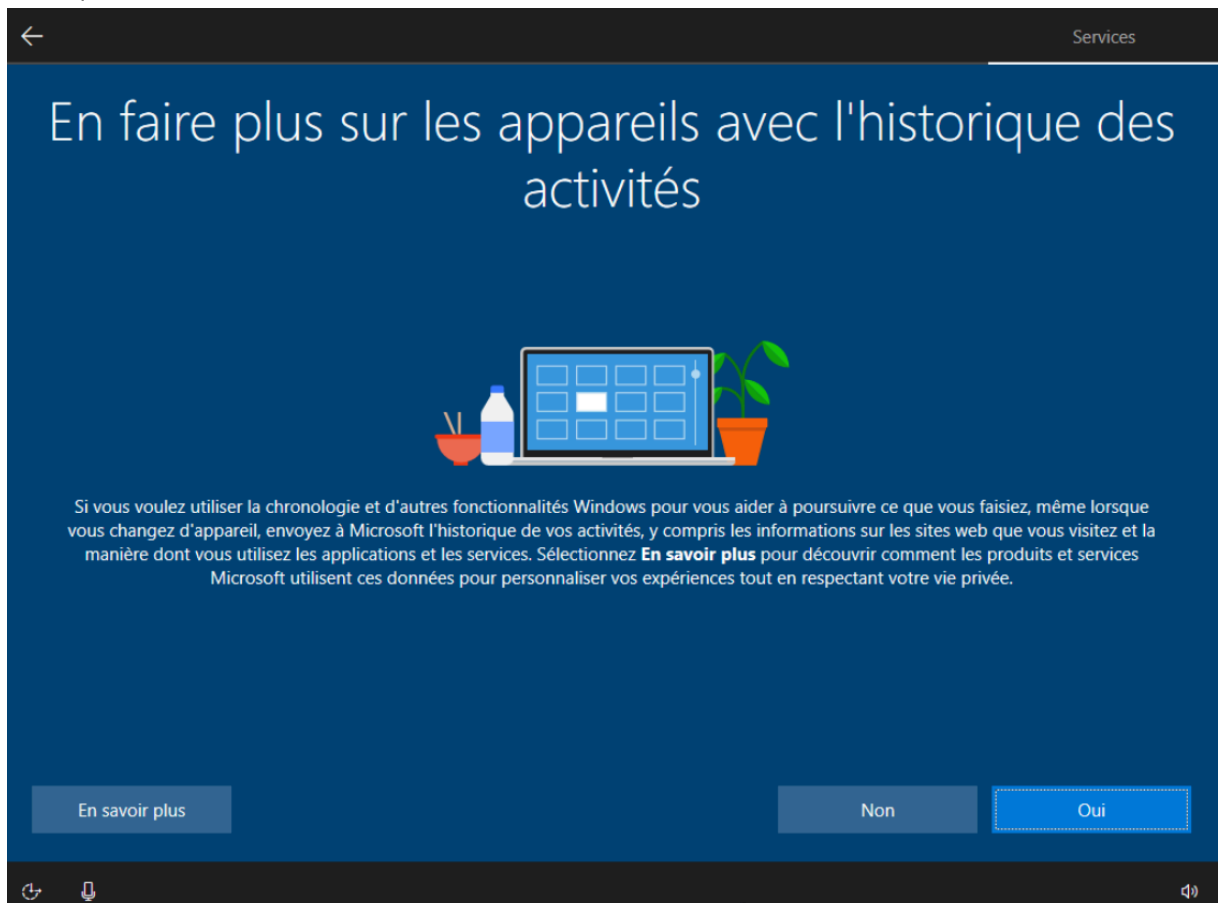 Services
En faire plus sur les appareils avec l'historique des
activités
Si vous voulez utiliser la chronologie et d'autres fonctionnalités Windows pour vous aider à poursuivre ce que vous faisiez, même lorsque
vous changez d'appareil, envoyez à Microsoft l'historique de vos activités, y compris les informations sur les sites web que vous visitez et la
manière dont vous utilisez les applications et les services. Sélectionnez En savoir plus pour découvrir comment les produits et services
Microsoft utilisent ces données pour personnaliser vos expériences tout en respectant votre vie privée.
En savoir plus
Non
Oui